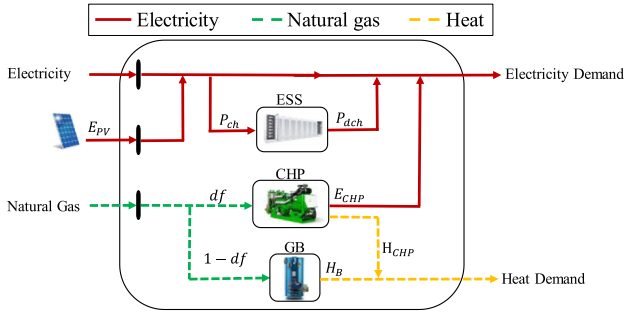 Electricity Natural gas Heat
Electricity
Electricity Demand
ESS
E_PV
P_ch
P_dch
CHP
Natural Gas
df
E_CHP
H_CHP
GB
1 − df
H_B
Heat Demand